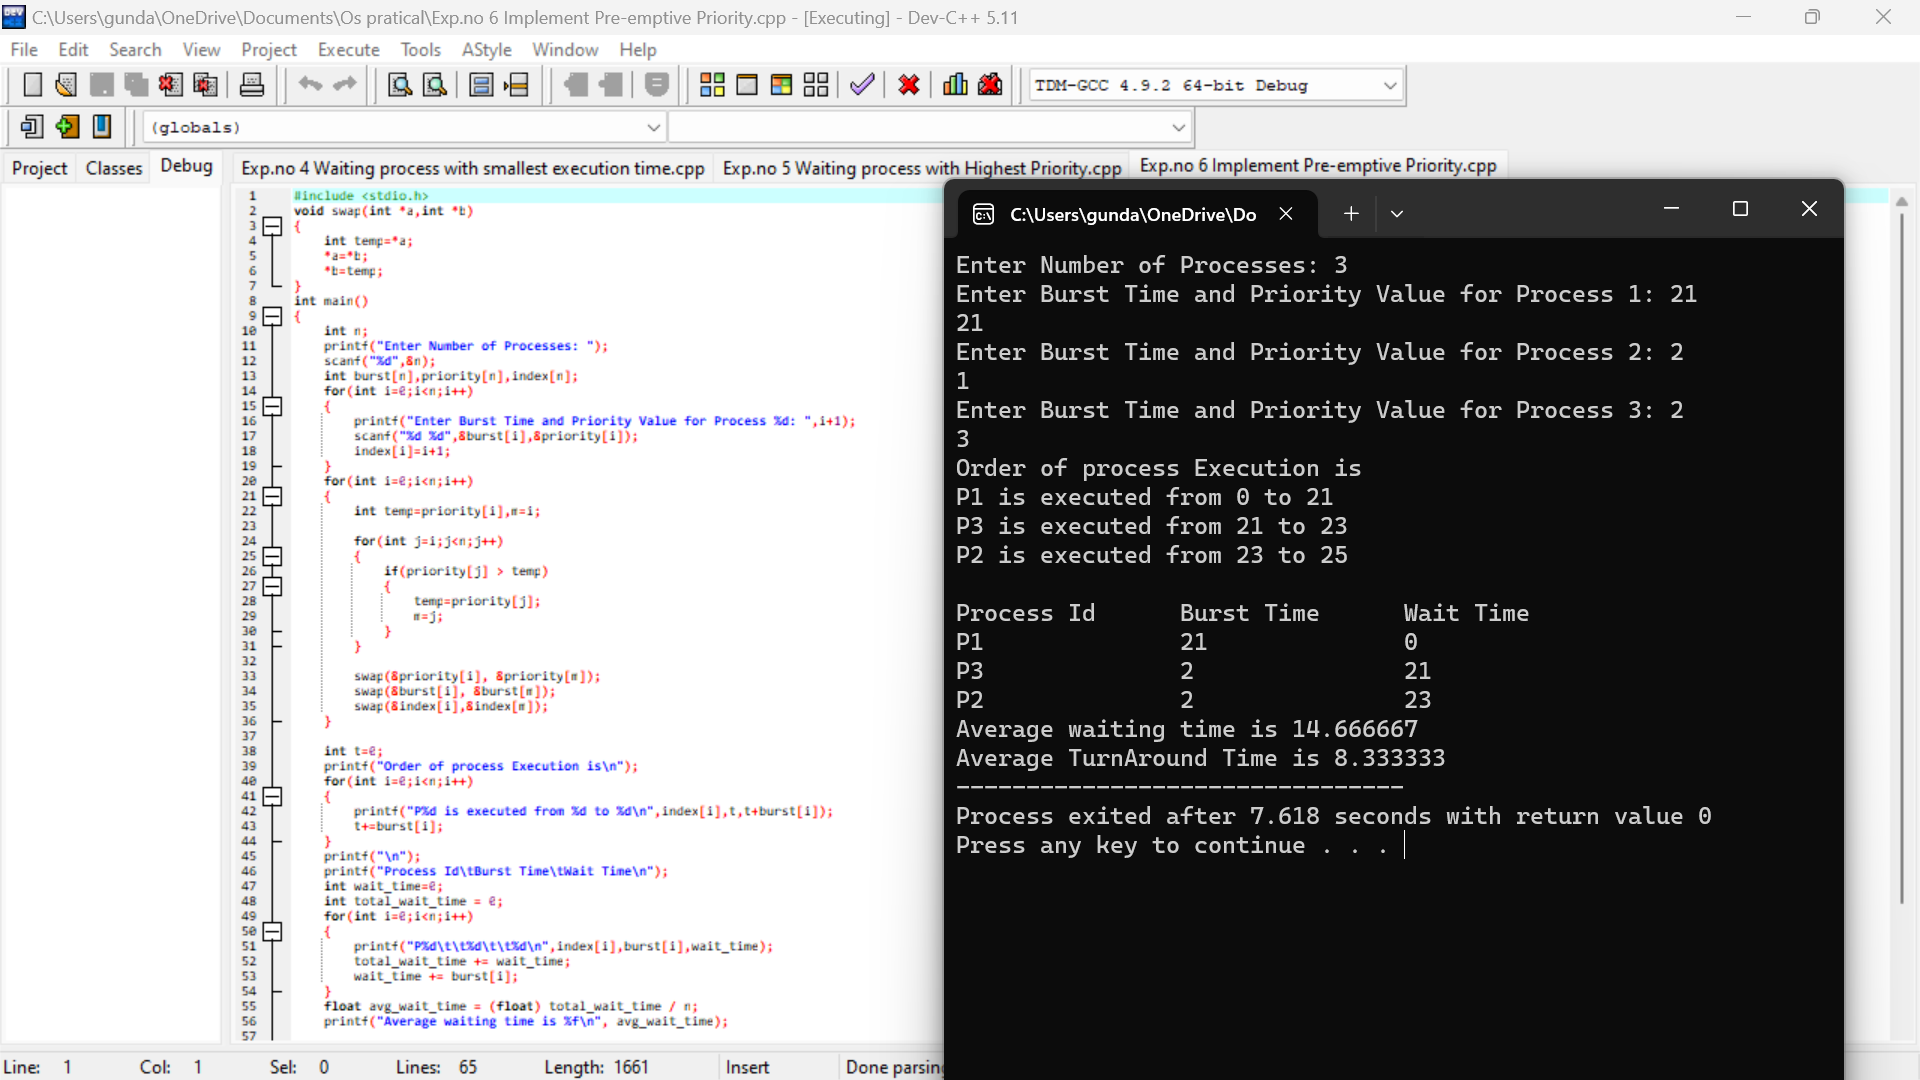 C:\Users\gunda\OneDrive\Documents\Os pratical\Exp.no 6 Implement Pre-emptive Priority.cpp - [Executing] - Dev-C++ 5.11
File Edit Search View Project Execute Tools AStyle Window Help
TDM-GCC 4.9.2 64-bit Debug
(globals)
Project Classes Debug
Exp.no 4 Waiting process with smallest execution time.cpp Exp.no 5 Waiting process with Highest Priority.cpp Exp.no 6 Implement Pre-emptive Priority.cpp
1 #include <stdio.h>
2 void swap(int *a,int *b)
3 {
4 int temp=*a;
5 *a=*b;
6 *b=temp;
7 }
8 int main()
9 {
10 int n;
11 printf("Enter Number of Processes: ");
12 scanf("%d",&n);
13 int burst[n],priority[n],index[n];
14 for(int i=0;i<n;i++)
15 {
16 printf("Enter Burst Time and Priority Value for Process %d: ",i+1);
17 scanf("%d %d",&burst[i],&priority[i]);
18 index[i]=i+1;
19 }
20 for(int i=0;i<n;i++)
21 {
22 int temp=priority[i],m=i;
23
24 for(int j=i;j<n;j++)
25 {
26 if(priority[j] > temp)
27 {
28 temp=priority[j];
29 m=j;
30 }
31 }
32
33 swap(&priority[i], &priority[m]);
34 swap(&burst[i], &burst[m]);
35 swap(&index[i],&index[m]);
36 }
37
38 int t=0;
39 printf("Order of process Execution is\n");
40 for(int i=0;i<n;i++)
41 {
42 printf("P%d is executed from %d to %d\n",index[i],t,t+burst[i]);
43 t+=burst[i];
44 }
45 printf("\n");
46 printf("Process Id\tBurst Time\tWait Time\n");
47 int wait_time=0;
48 int total_wait_time = 0;
49 for(int i=0;i<n;i++)
50 {
51 printf("P%d\t\t%d\t\t%d\n",index[i],burst[i],wait_time);
52 total_wait_time += wait_time;
53 wait_time += burst[i];
54 }
55 float avg_wait_time = (float) total_wait_time / n;
56 printf("Average waiting time is %f\n", avg_wait_time);
57
C:\Users\gunda\OneDrive\Do
Enter Number of Processes: 3
Enter Burst Time and Priority Value for Process 1: 21
21
Enter Burst Time and Priority Value for Process 2: 2
1
Enter Burst Time and Priority Value for Process 3: 2
3
Order of process Execution is
P1 is executed from 0 to 21
P3 is executed from 21 to 23
P2 is executed from 23 to 25
Process Id Burst Time Wait Time
P1 21 0
P3 2 21
P2 2 23
Average waiting time is 14.666667
Average TurnAround Time is 8.333333
--------------------------------
Process exited after 7.618 seconds with return value 0
Press any key to continue . . .
Line: 1 Col: 1 Sel: 0 Lines: 65 Length: 1661 Insert Done parsing